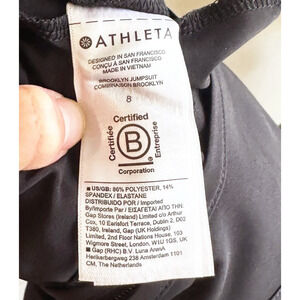 ATHLETA
DESIGNED IN SAN FRANCISCO
CONÇU À SAN FRANCISCO
MADE IN VIETNAM
BROOKLYN JUMPSUIT
COMBINAISON BROOKLYN
8
Certified
Certifiée
B
Entreprise
Corporation
US/GB: 86% POLYESTER, 14%
SPANDEX / ELASTANE
DISTRIBUIDO POR / Imported
By/Importe Par / ΕΙΣΑΓΕΤΑΙ ΑΠΟ ΤΗΝ:
Gap Stores (Ireland) Limited c/o Arthur
Cox, 10 Earlsfort Terrace, Dublin 2, D02
T380, Ireland, Gap (UK Holdings)
Limited, 2nd Floor Nations House, 103
Wigmore Street, London, W1U 1QS, UK
Gap (RHC) B.V. Luna ArenA
Herikerbergweg 238 Amsterdam 1101
CM, The Netherlands